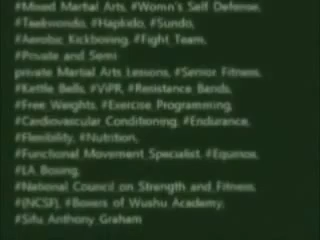 #Mixed Martial Arts, #Womn's Self Defense,
#Taekwondo, #Hapkido, #Sundo,
#Aerobic Kickboxing, #Fight Team,
#Private and Semi
private Martial Arts Lessons, #Senior Fitness,
#Kettle Bells, #ViPR, #Resistance Bands,
#Free Weights, #Exercise Programming,
#Cardiovascular Conditioning, #Endurance,
#Flexibility, #Nutrition,
#Functional Movement Specialist, #Equinox,
#LA Boxing,
#National Council on Strength and Fitness,
#(NCSF), #Boxers of Wushu Academy,
#Sifu Anthony Graham